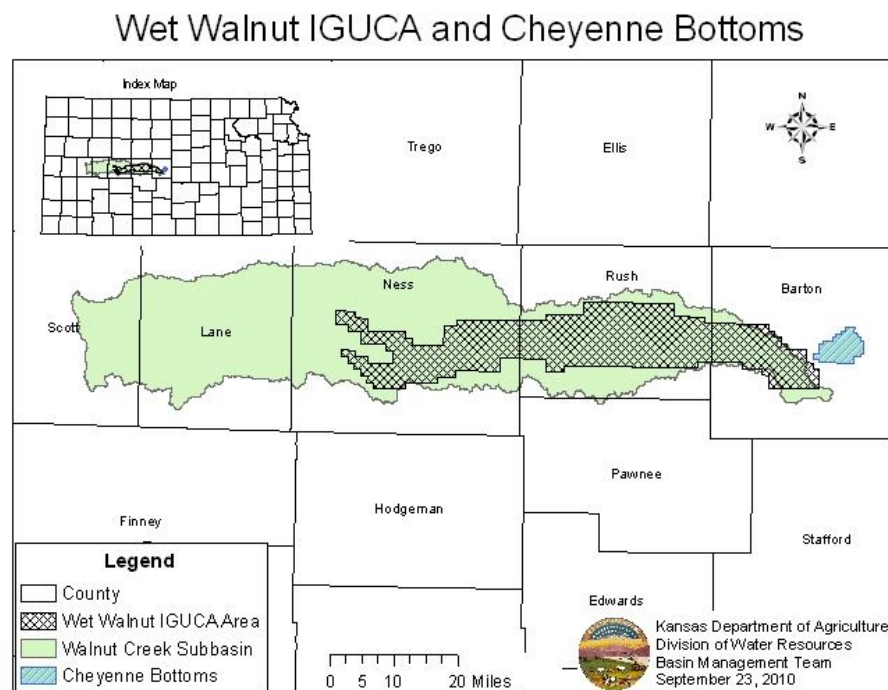 Wet Walnut IGUCA and Cheyenne Bottoms
Index Map
N
W
E
S
Trego
Ellis
Ness
Rush
Barton
Scott
Lane
Finney
Hodgeman
Pawnee
Stafford
Edwards
Legend
County
Wet Walnut IGUCA Area
Walnut Creek Subbasin
Cheyenne Bottoms
0 5 10 20 Miles
Kansas Department of Agriculture
Division of Water Resources
Basin Management Team
September 23, 2010